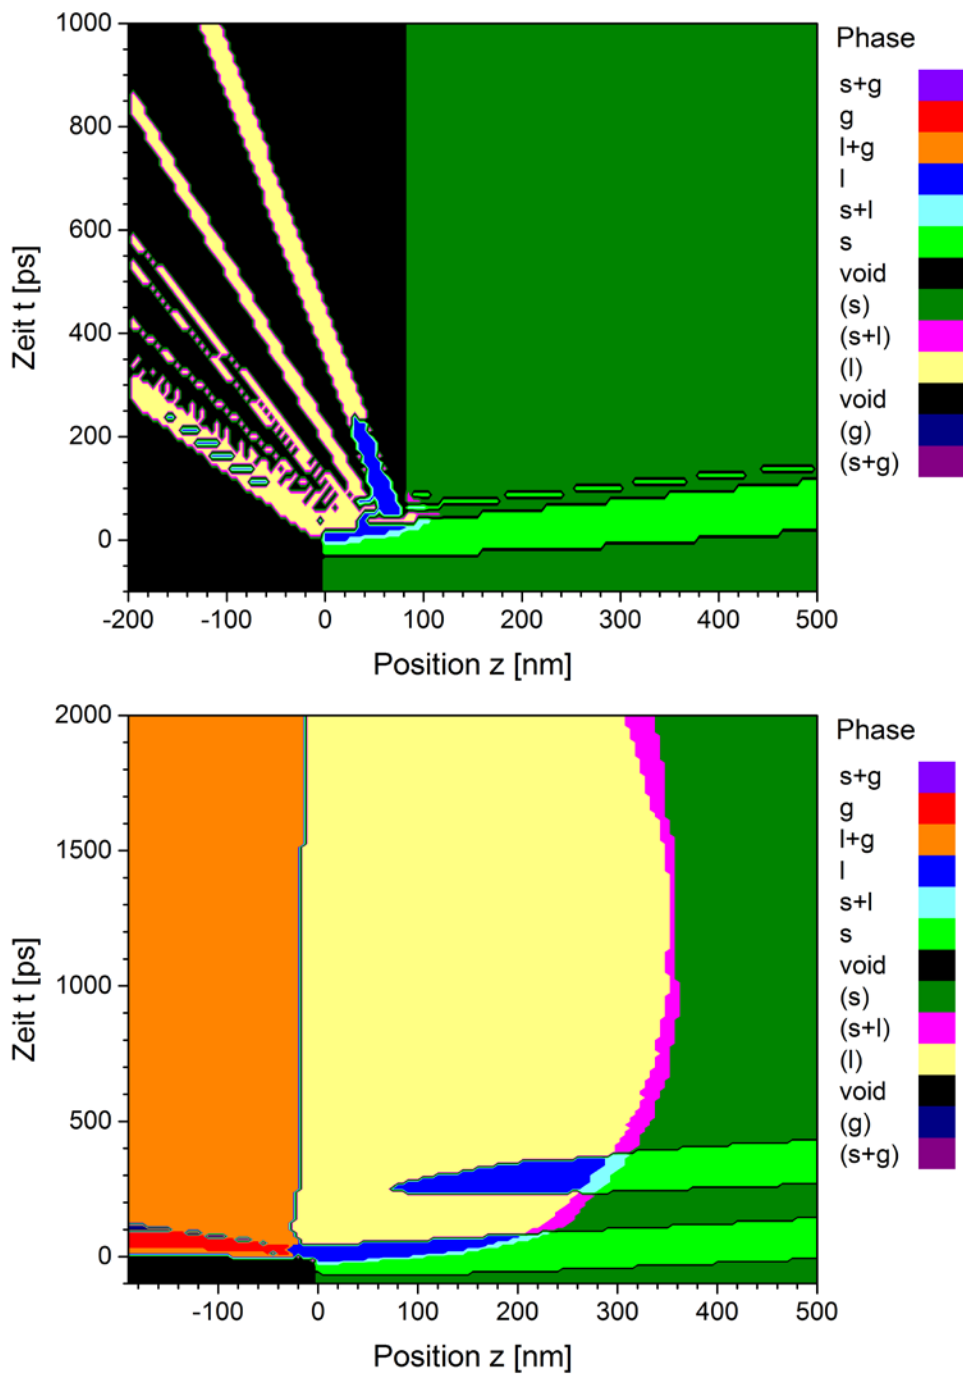 1000
800
600
400
200
0
Zeit t [ps]
-200 -100 0 100 200 300 400 500
Position z [nm]
Phase
s+g
g
l+g
l
s+l
s
void
(s)
(s+l)
(l)
void
(g)
(s+g)
2000
1500
1000
500
0
Zeit t [ps]
-100 0 100 200 300 400 500
Position z [nm]
Phase
s+g
g
l+g
l
s+l
s
void
(s)
(s+l)
(l)
void
(g)
(s+g)